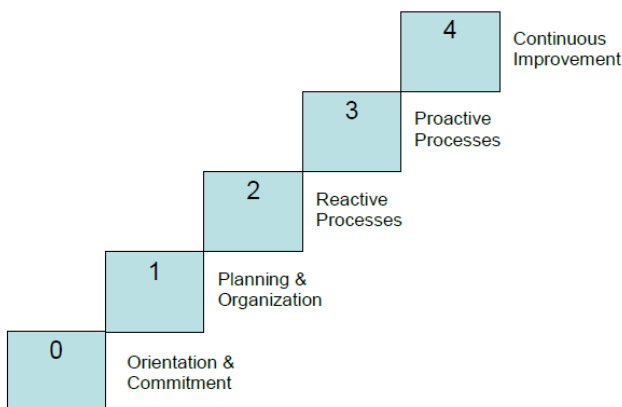 4
Continuous
Improvement
3
Proactive
Processes
2
Reactive
Processes
1
Planning &
Organization
0
Orientation &
Commitment